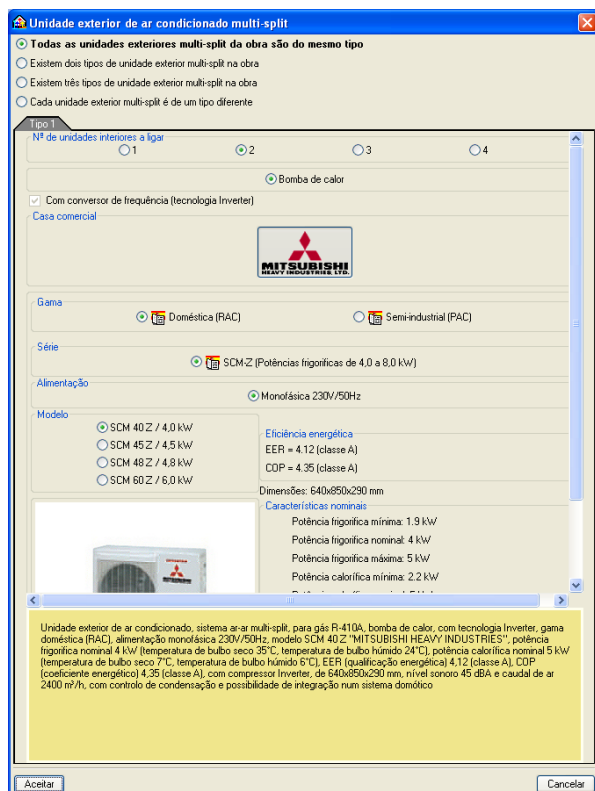 Unidade exterior de ar condicionado multi-split
Todas as unidades exteriores multi-split da obra são do mesmo tipo
Existem dois tipos de unidade exterior multi-split na obra
Existem três tipos de unidade exterior multi-split na obra
Cada unidade exterior multi-split é de um tipo diferente
Tipo 1
Nº de unidades interiores a ligar
1 2 3 4
Bomba de calor
Com conversor de frequência (tecnologia Inverter)
Casa comercial
MITSUBISHI
HEAVY INDUSTRIES, LTD.
Gama
Doméstica (RAC) Semi-industrial (PAC)
Série
SCM-Z (Potências frigoríficas de 4,0 a 8,0 kW)
Alimentação
Monofásica 230V/50Hz
Modelo
SCM 40 Z / 4,0 kW
SCM 45 Z / 4,5 kW
SCM 48 Z / 4,8 kW
SCM 60 Z / 6,0 kW
Eficiência energética
EER = 4.12 (classe A)
COP = 4.35 (classe A)
Dimensões: 640x850x290 mm
Características nominais
Potência frigorífica mínima: 1.9 kW
Potência frigorífica nominal: 4 kW
Potência frigorífica máxima: 5 kW
Potência calorífica mínima: 2.2 kW
Unidade exterior de ar condicionado, sistema ar-ar multi-split, para gás R-410A, bomba de calor, com tecnologia Inverter, gama
doméstica (RAC), alimentação monofásica 230V/50Hz, modelo SCM 40 Z "MITSUBISHI HEAVY INDUSTRIES", potência
frigorífica nominal 4 kW (temperatura de bulbo seco 35°C, temperatura de bulbo húmido 24°C), potência calorífica nominal 5 kW
(temperatura de bulbo seco 7°C, temperatura de bulbo húmido 6°C), EER (qualificação energética) 4,12 (classe A), COP
(coeficiente energético) 4,35 (classe A), com compressor Inverter, de 640x850x290 mm, nível sonoro 45 dBA e caudal de ar
2400 m³/h, com controlo de condensação e possibilidade de integração num sistema domótico
Aceitar Cancelar